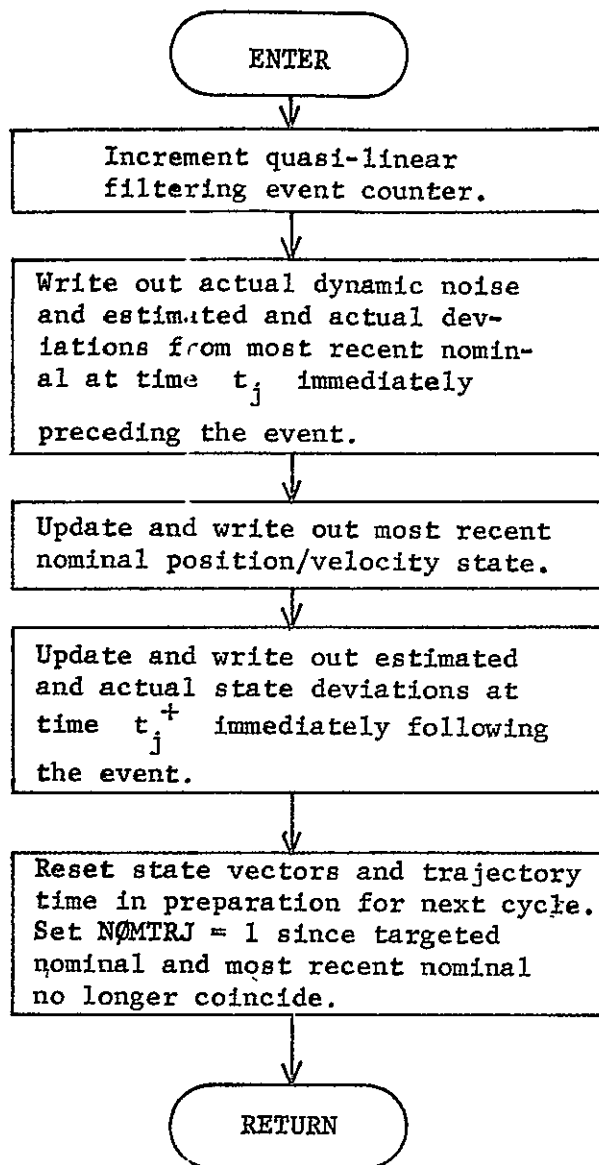 ENTER
Increment quasi-linear
filtering event counter.
Write out actual dynamic noise
and estimated and actual dev-
iations from most recent nomin-
al at time t_j immediately
preceding the event.
Update and write out most recent
nominal position/velocity state.
Update and write out estimated
and actual state deviations at
time t_j^+ immediately following
the event.
Reset state vectors and trajectory
time in preparation for next cycle.
Set NØMTRJ = 1 since targeted
nominal and most recent nominal
no longer coincide.
RETURN